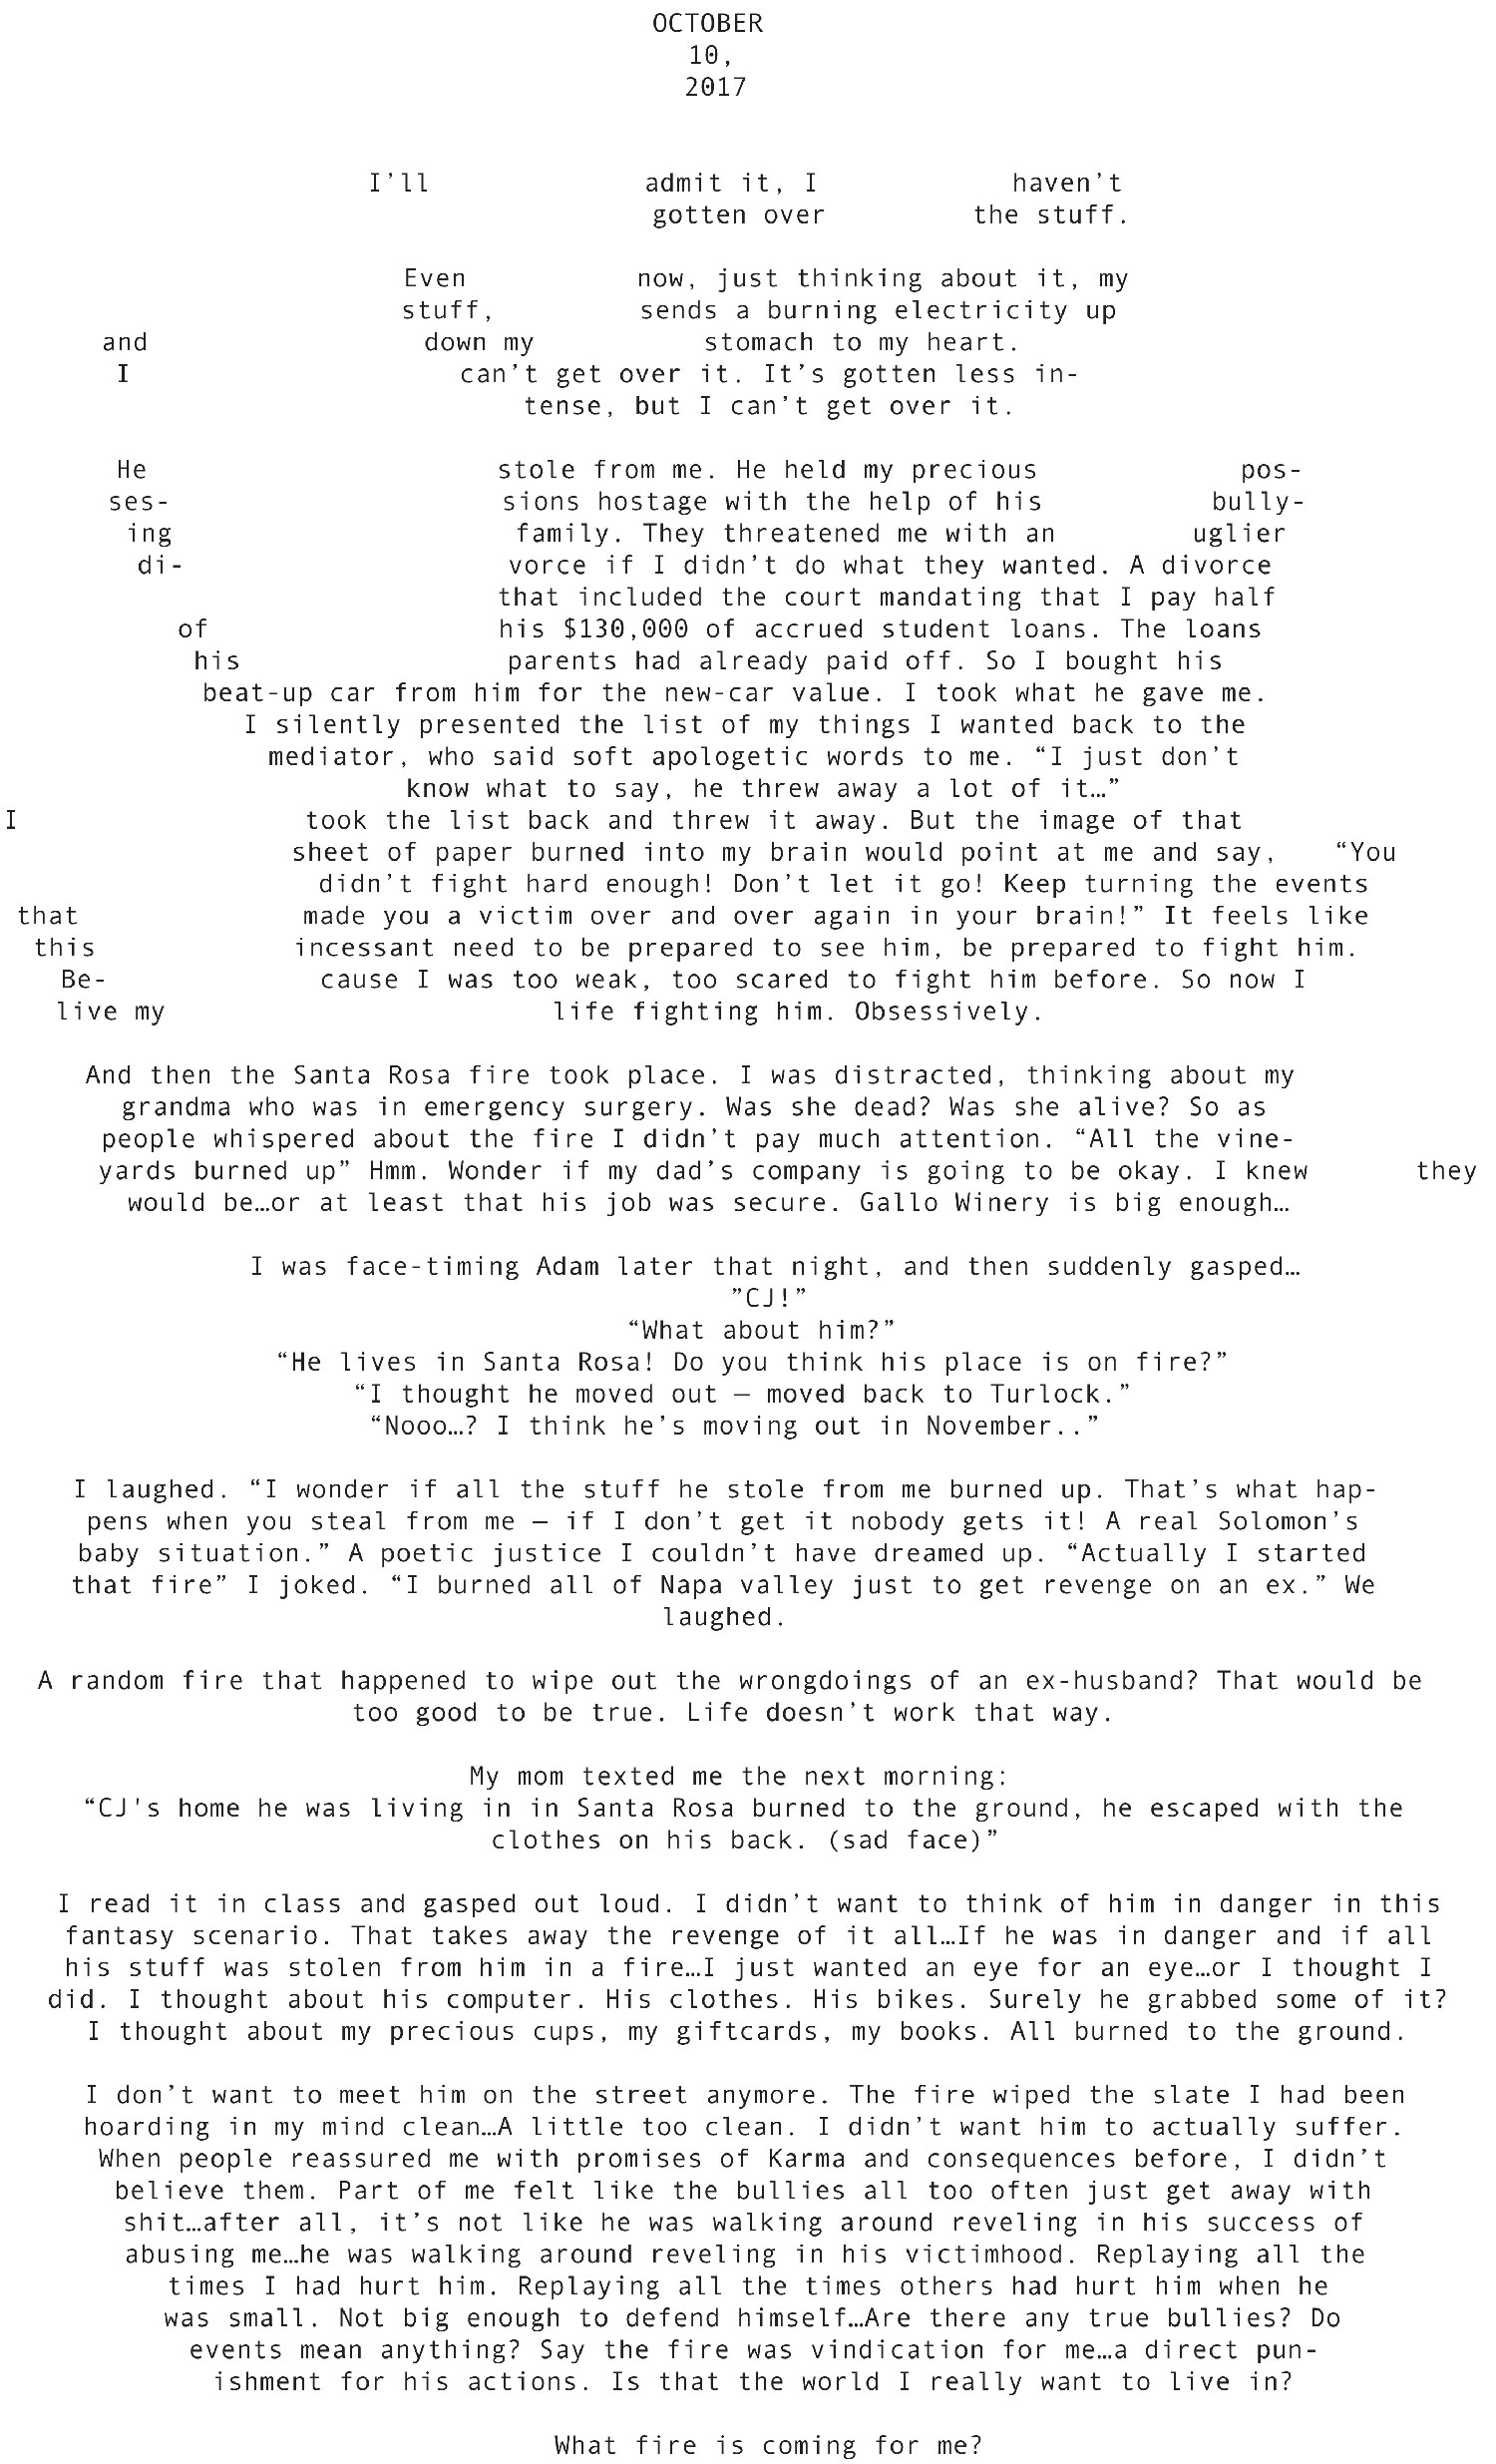 OCTOBER
10,
2017
I’ll admit it, I haven’t
gotten over the stuff.
Even now, just thinking about it, my
stuff, sends a burning electricity up
and down my stomach to my heart.
I can’t get over it. It’s gotten less in-
tense, but I can’t get over it.
He stole from me. He held my precious pos-
ses- sions hostage with the help of his bully-
ing family. They threatened me with an uglier
di- vorce if I didn’t do what they wanted. A divorce
that included the court mandating that I pay half
of his $130,000 of accrued student loans. The loans
his parents had already paid off. So I bought his
beat-up car from him for the new-car value. I took what he gave me.
I silently presented the list of my things I wanted back to the
mediator, who said soft apologetic words to me. “I just don’t
know what to say, he threw away a lot of it…”
I took the list back and threw it away. But the image of that
sheet of paper burned into my brain would point at me and say, “You
didn’t fight hard enough! Don’t let it go! Keep turning the events
that made you a victim over and over again in your brain!” It feels like
this incessant need to be prepared to see him, be prepared to fight him.
Be- cause I was too weak, too scared to fight him before. So now I
live my life fighting him. Obsessively.
And then the Santa Rosa fire took place. I was distracted, thinking about my
grandma who was in emergency surgery. Was she dead? Was she alive? So as
people whispered about the fire I didn’t pay much attention. “All the vine-
yards burned up” Hmm. Wonder if my dad’s company is going to be okay. I knew they
would be…or at least that his job was secure. Gallo Winery is big enough…
I was face-timing Adam later that night, and then suddenly gasped…
”CJ!”
“What about him?”
“He lives in Santa Rosa! Do you think his place is on fire?”
“I thought he moved out – moved back to Turlock.”
“Nooo…? I think he’s moving out in November..”
I laughed. “I wonder if all the stuff he stole from me burned up. That’s what hap-
pens when you steal from me – if I don’t get it nobody gets it! A real Solomon’s
baby situation.” A poetic justice I couldn’t have dreamed up. “Actually I started
that fire” I joked. “I burned all of Napa valley just to get revenge on an ex.” We
laughed.
A random fire that happened to wipe out the wrongdoings of an ex-husband? That would be
too good to be true. Life doesn’t work that way.
My mom texted me the next morning:
“CJ's home he was living in in Santa Rosa burned to the ground, he escaped with the
clothes on his back. (sad face)”
I read it in class and gasped out loud. I didn’t want to think of him in danger in this
fantasy scenario. That takes away the revenge of it all…If he was in danger and if all
his stuff was stolen from him in a fire…I just wanted an eye for an eye…or I thought I
did. I thought about his computer. His clothes. His bikes. Surely he grabbed some of it?
I thought about my precious cups, my giftcards, my books. All burned to the ground.
I don’t want to meet him on the street anymore. The fire wiped the slate I had been
hoarding in my mind clean…A little too clean. I didn’t want him to actually suffer.
When people reassured me with promises of Karma and consequences before, I didn’t
believe them. Part of me felt like the bullies all too often just get away with
shit…after all, it’s not like he was walking around reveling in his success of
abusing me…he was walking around reveling in his victimhood. Replaying all the
times I had hurt him. Replaying all the times others had hurt him when he
was small. Not big enough to defend himself…Are there any true bullies? Do
events mean anything? Say the fire was vindication for me…a direct pun-
ishment for his actions. Is that the world I really want to live in?
What fire is coming for me?